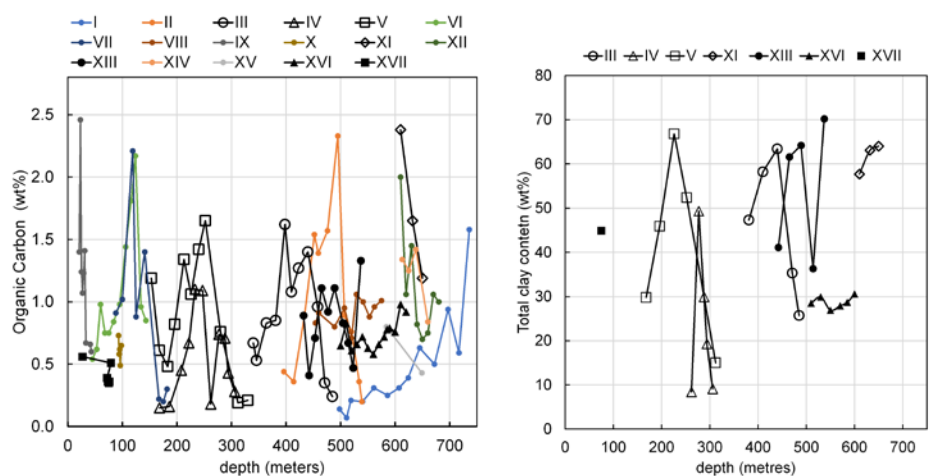 I II III IV V VI
VII VIII IX X XI XII
XIII XIV XV XVI XVII
Organic Carbon (wt%)
2.5
2.0
1.5
1.0
0.5
0.0
0 100 200 300 400 500 600 700
depth (meters)
III IV V XI XIII XVI XVII
Total clay contetn (wt%)
80
70
60
50
40
30
20
10
0
0 100 200 300 400 500 600 700
depth (metres)